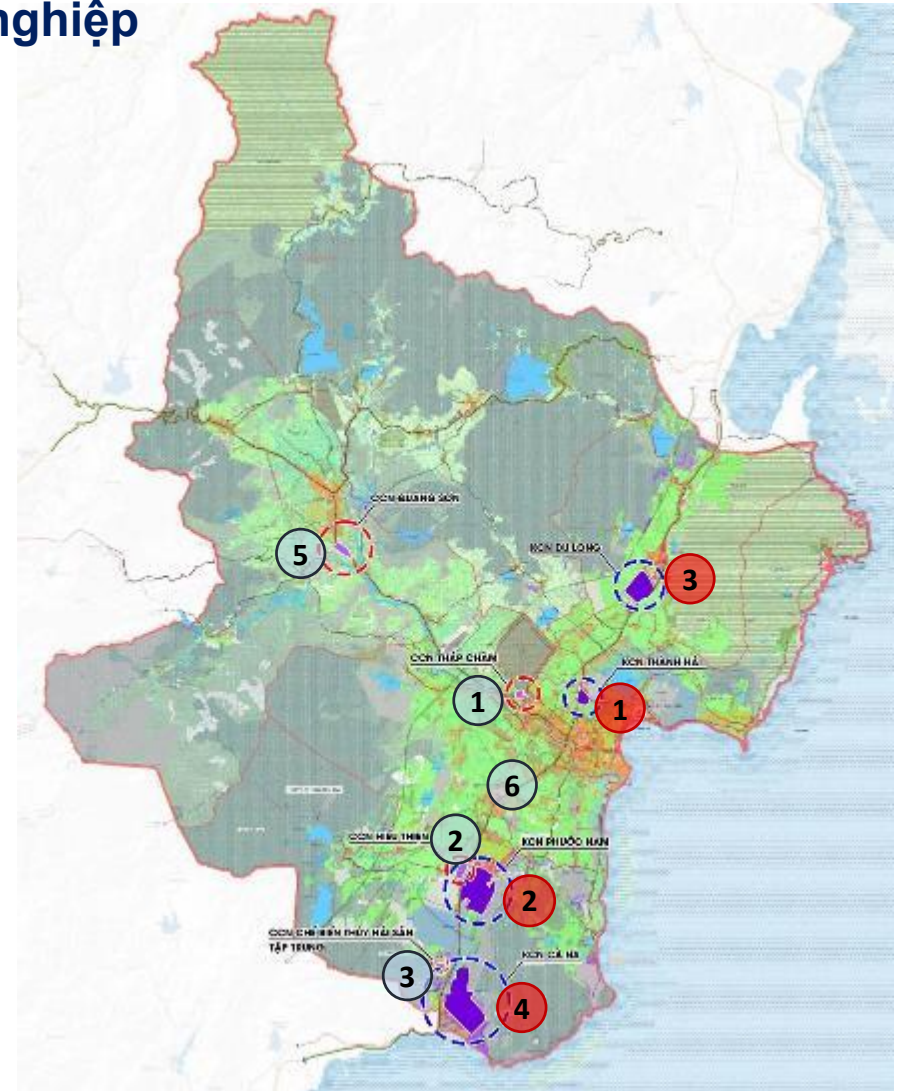 nghiệp
CCN QUẢNG SƠN
5
KCN DU LONG
3
CCN THÁP CHÀM
KCN THÀNH HẢI
1
1
6
2
CCN HIẾU THIỆN
KCN PHƯỚC NAM
2
CCN CHẾ BIẾN THỦY HẢI SẢN
TẬP TRUNG
KCN CÀ NÁ
3
4